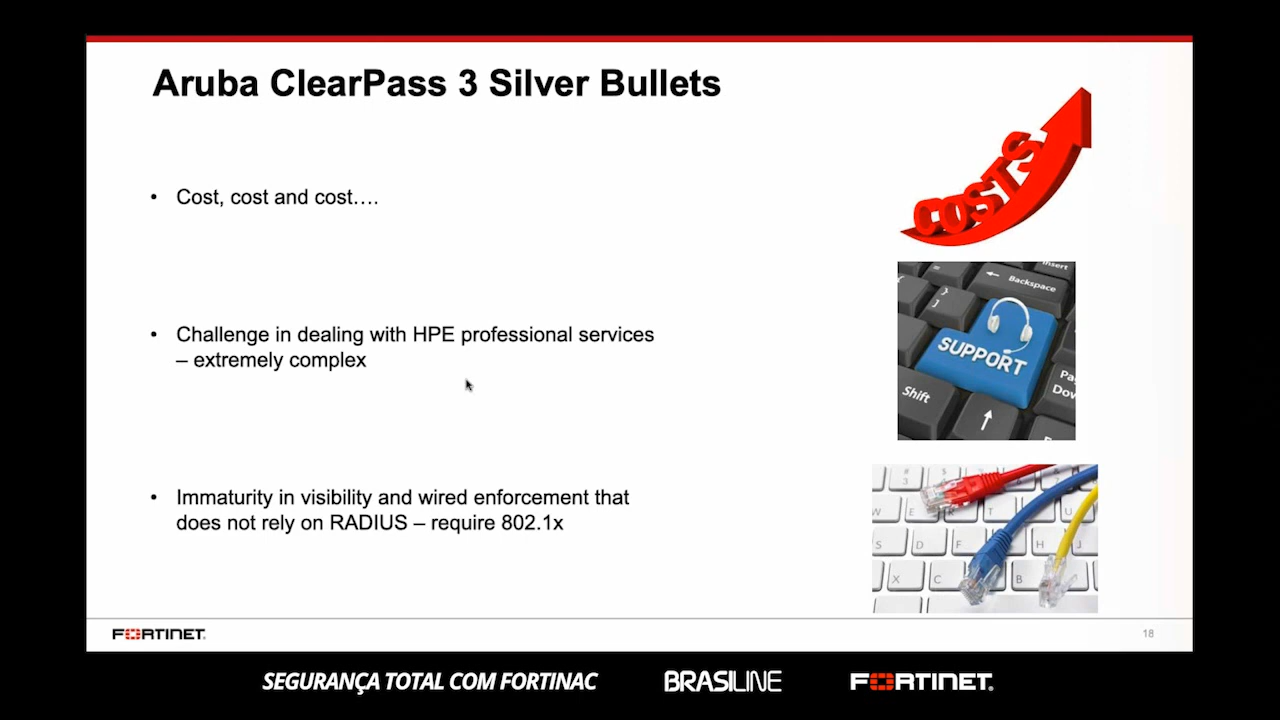 Aruba ClearPass 3 Silver Bullets
• Cost, cost and cost….
COSTS
• Challenge in dealing with HPE professional services
– extremely complex
Insert
Backspace
}
]
SUPPORT
Shift
• Immaturity in visibility and wired enforcement that
does not rely on RADIUS – require 802.1x
3
W E R
S D F H J
X C B
FORTINET
18
SEGURANÇA TOTAL COM FORTINAC
BRASILINE
FORTINET